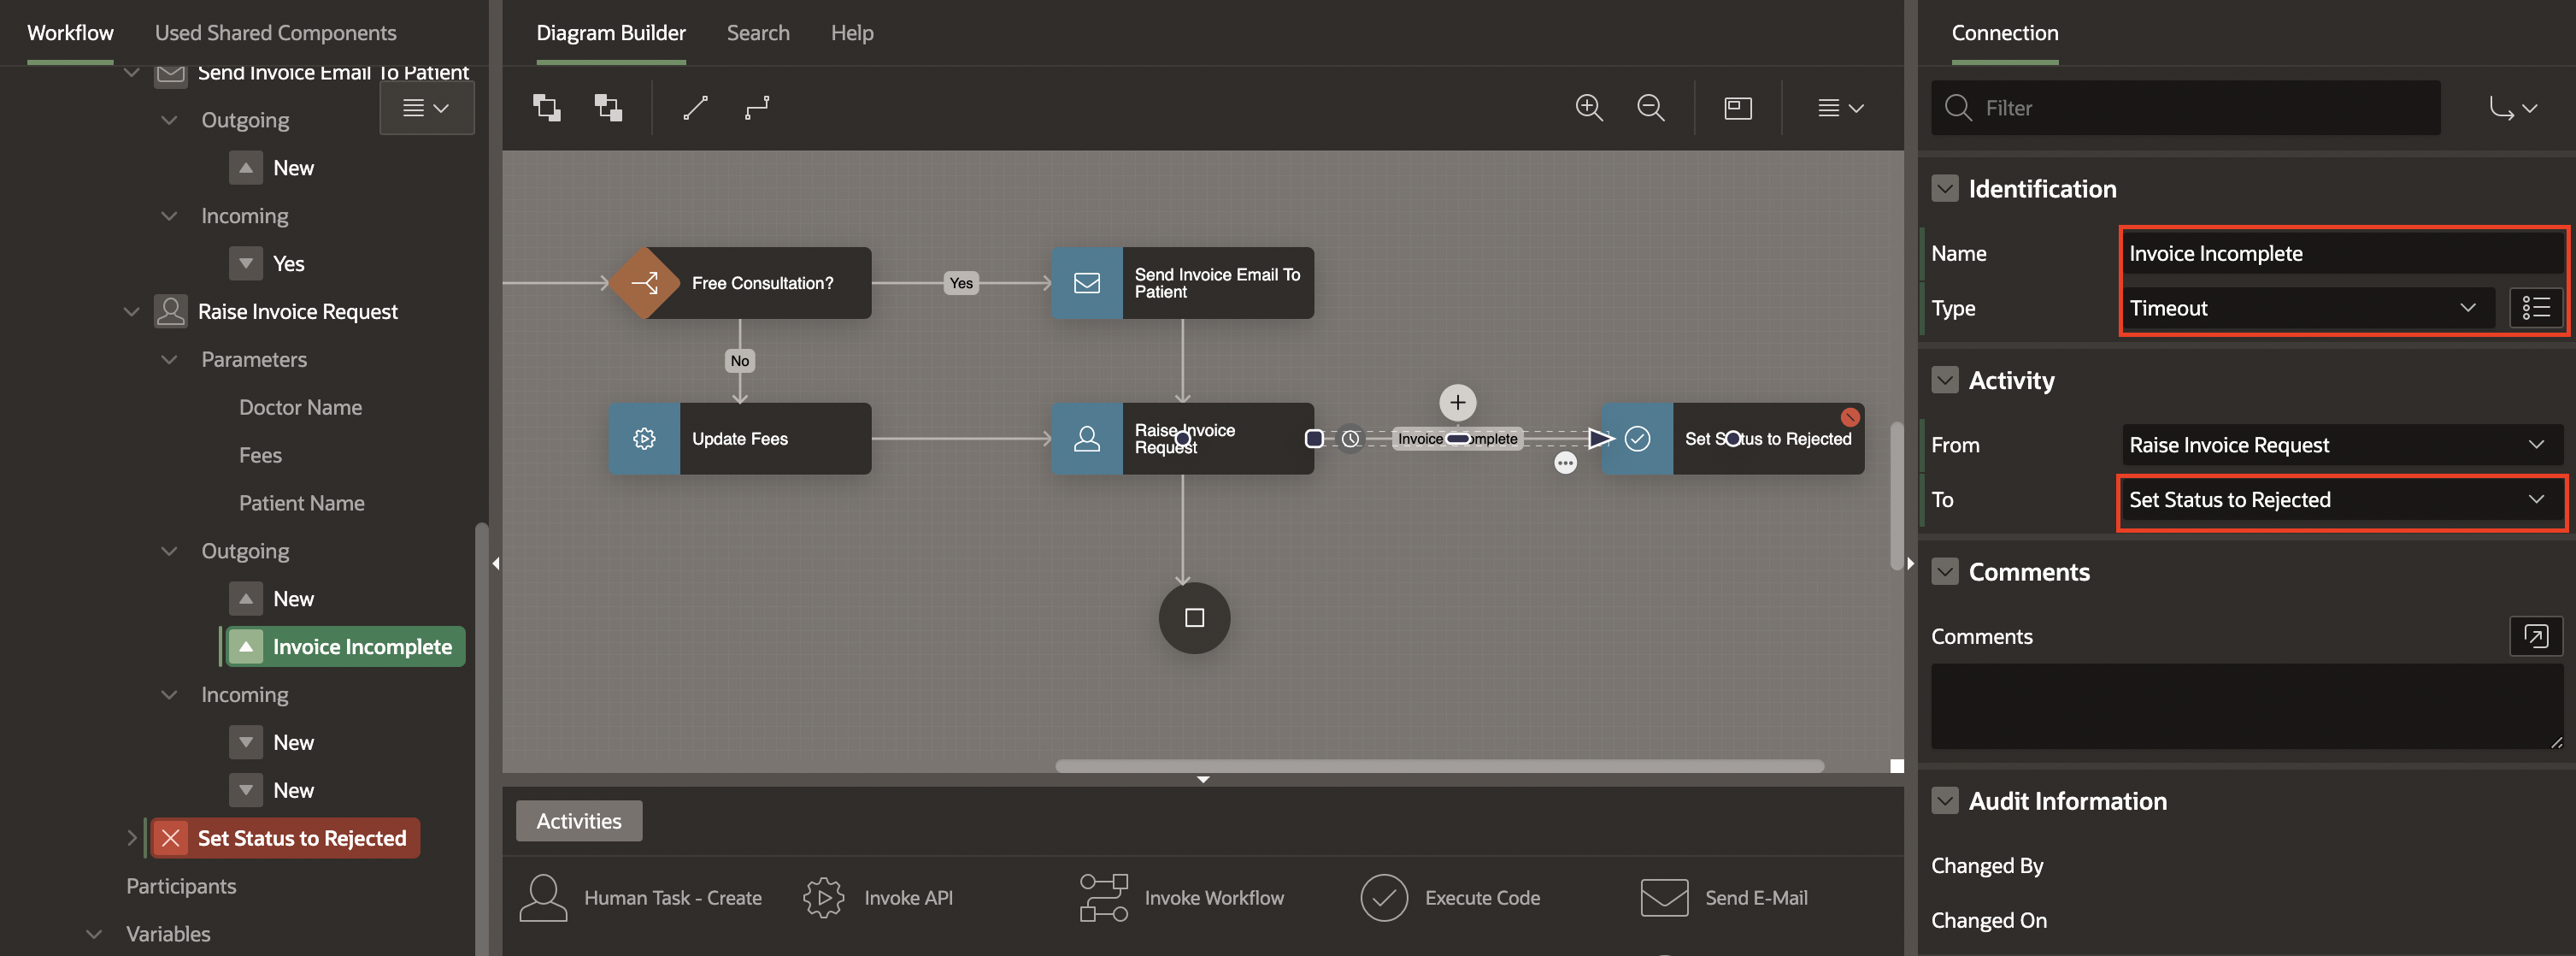 Workflow
Used Shared Components
Send Invoice Email To Patient
Outgoing
New
Incoming
Yes
Raise Invoice Request
Parameters
Doctor Name
Fees
Patient Name
Outgoing
New
Invoice Incomplete
Incoming
New
New
Set Status to Rejected
Participants
Variables
Diagram Builder
Search
Help
Free Consultation?
Yes
Send Invoice Email To
Patient
No
Update Fees
Raise Invoice
Request
Invoice Incomplete
Set Status to Rejected
Activities
Human Task - Create
Invoke API
Invoke Workflow
Execute Code
Send E-Mail
Connection
Filter
Identification
Name
Invoice Incomplete
Type
Timeout
Activity
From
Raise Invoice Request
To
Set Status to Rejected
Comments
Comments
Audit Information
Changed By
Changed On